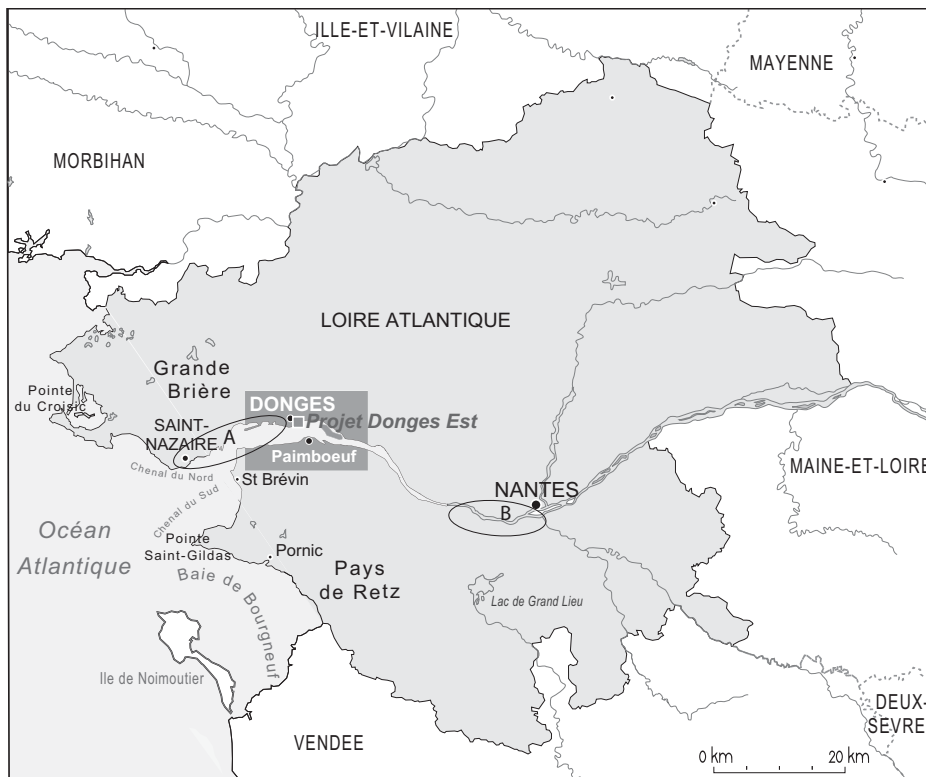 ILLE-ET-VILAINE
MAYENNE
MORBIHAN
LOIRE ATLANTIQUE
Grande
Brière
Pointe
du Croisic
DONGES
Projet Donges Est
SAINT-
NAZAIRE
A
Paimboeuf
MAINE-ET-LOIRE
Chenal du Nord
St Brévin
NANTES
B
Chenal du Sud
Océan
Atlantique
Pointe
Saint-Gildas
Pornic
Baie de Bourgneuf
Pays
de Retz
Lac de Grand Lieu
Ile de Noimoutier
DEUX-
SEVRE
VENDEE
0 km
20 km